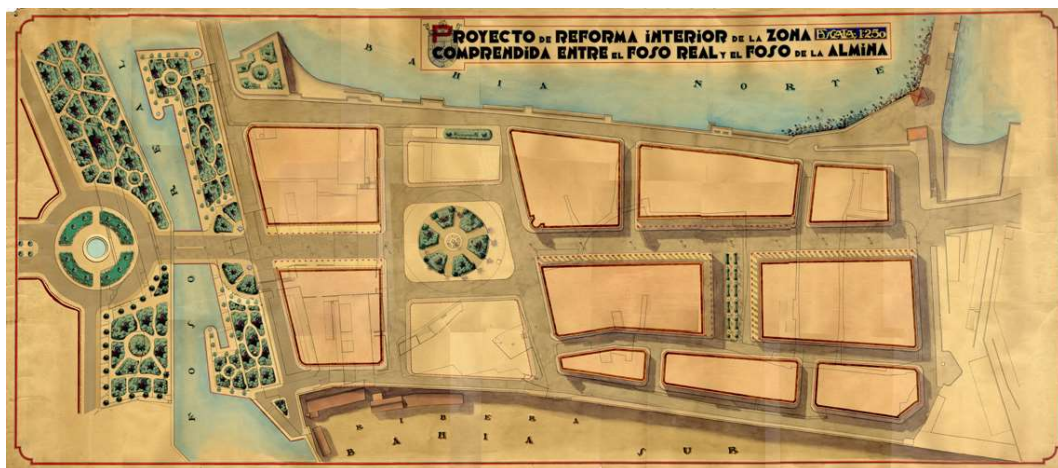 PROYECTO DE REFORMA INTERIOR DE LA ZONA ESCALA: 1:250
COMPRENDIDA ENTRE EL FOSO REAL Y EL FOSO DE LA ALMINA
BAHIA NORTE
FOSO REAL
RIBERA
BAHIA SUR